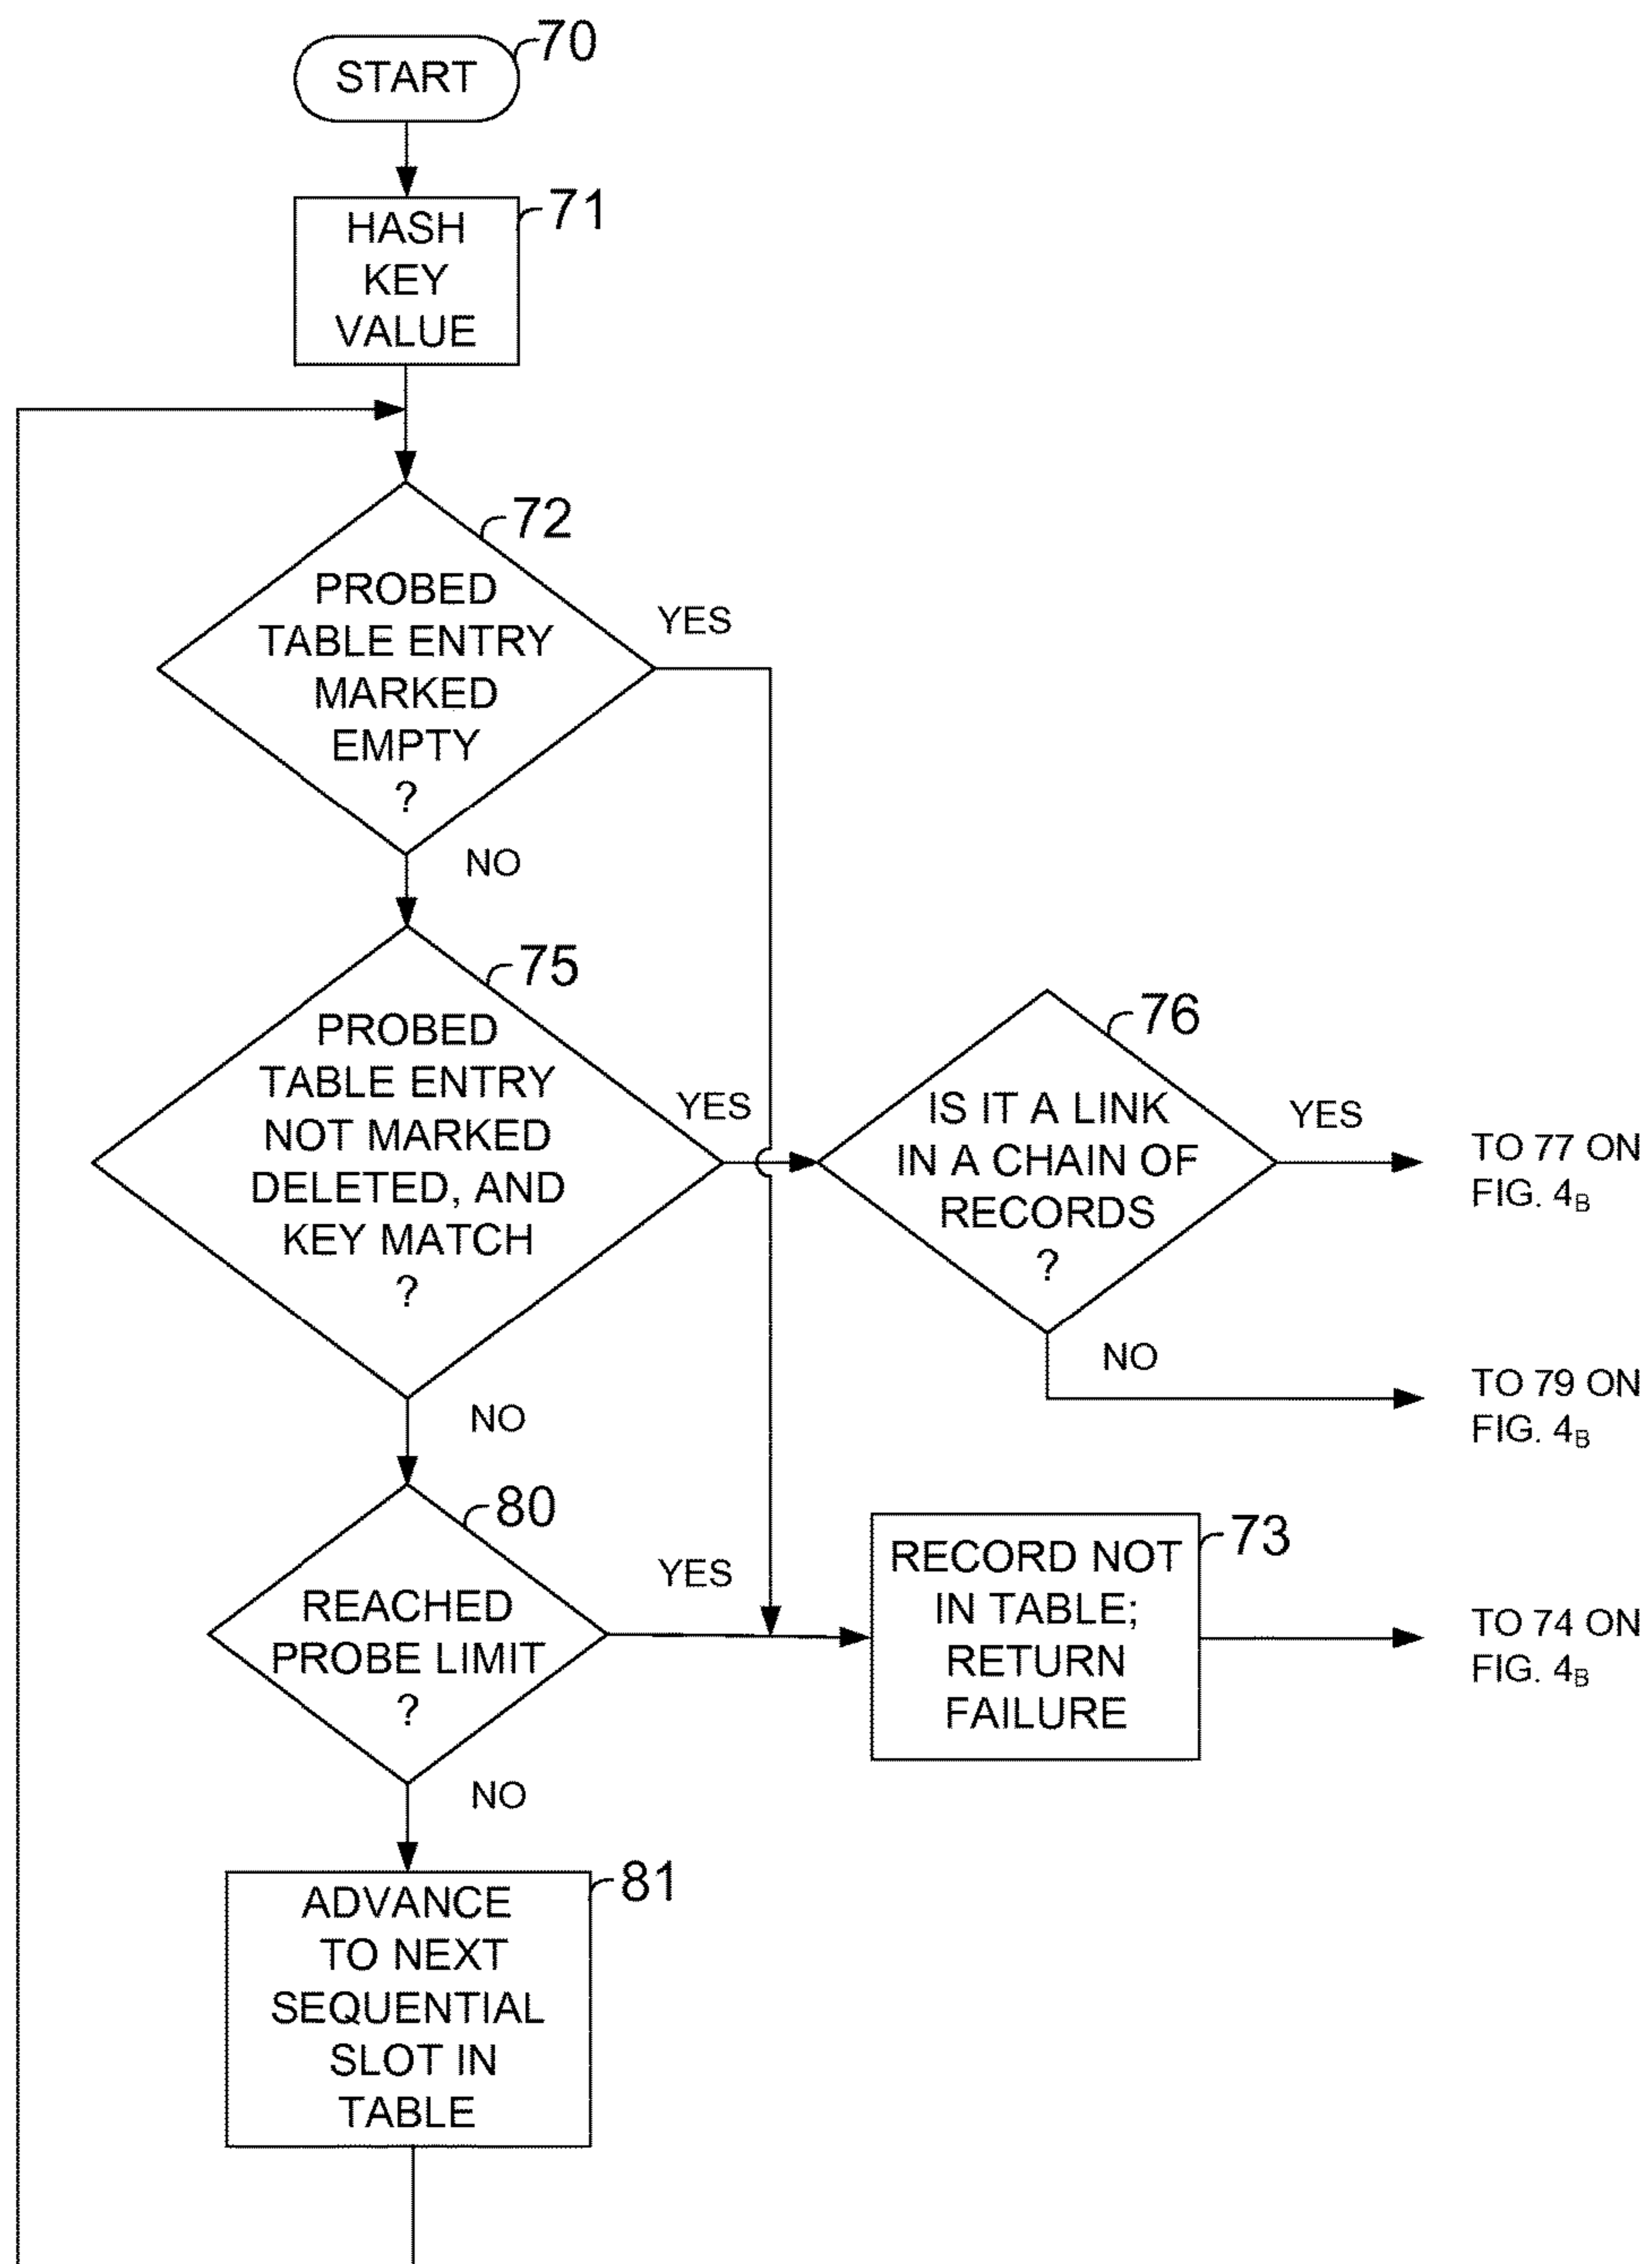 START
70
HASH
KEY
VALUE
71
72
PROBED
TABLE ENTRY
MARKED
EMPTY
?
YES
NO
75
PROBED
TABLE ENTRY
NOT MARKED
DELETED, AND
KEY MATCH
?
YES
NO
76
IS IT A LINK
IN A CHAIN OF
RECORDS
?
YES
TO 77 ON
FIG. 4B
NO
TO 79 ON
FIG. 4B
80
REACHED
PROBE LIMIT
?
YES
NO
RECORD NOT
IN TABLE;
RETURN
FAILURE
73
TO 74 ON
FIG. 4B
ADVANCE
TO NEXT
SEQUENTIAL
SLOT IN
TABLE
81